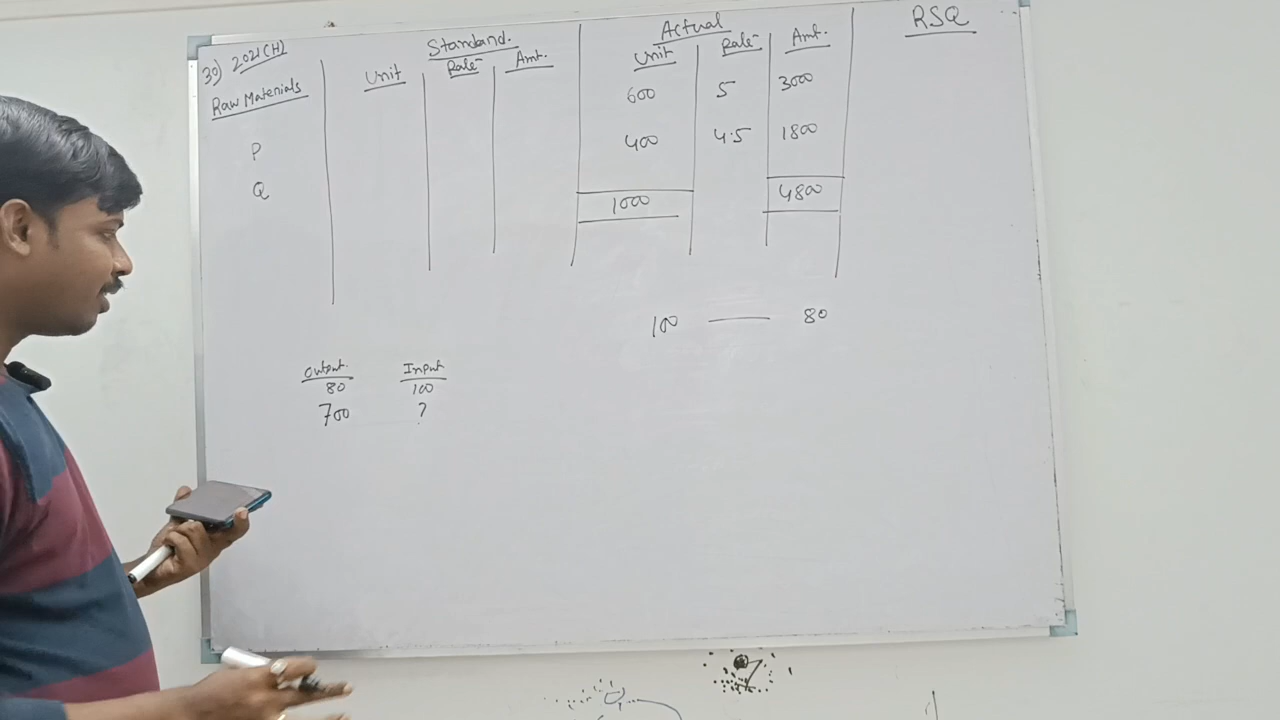 30) 2021(H)
Raw Materials
Standard.
Unit Rate Amt.
Actual
Unit Rate Amt.
RSQ
600 5 3000
P 400 4.5 1800
Q
1000 4800
100 — 80
Output. Input
80 100
700 ?